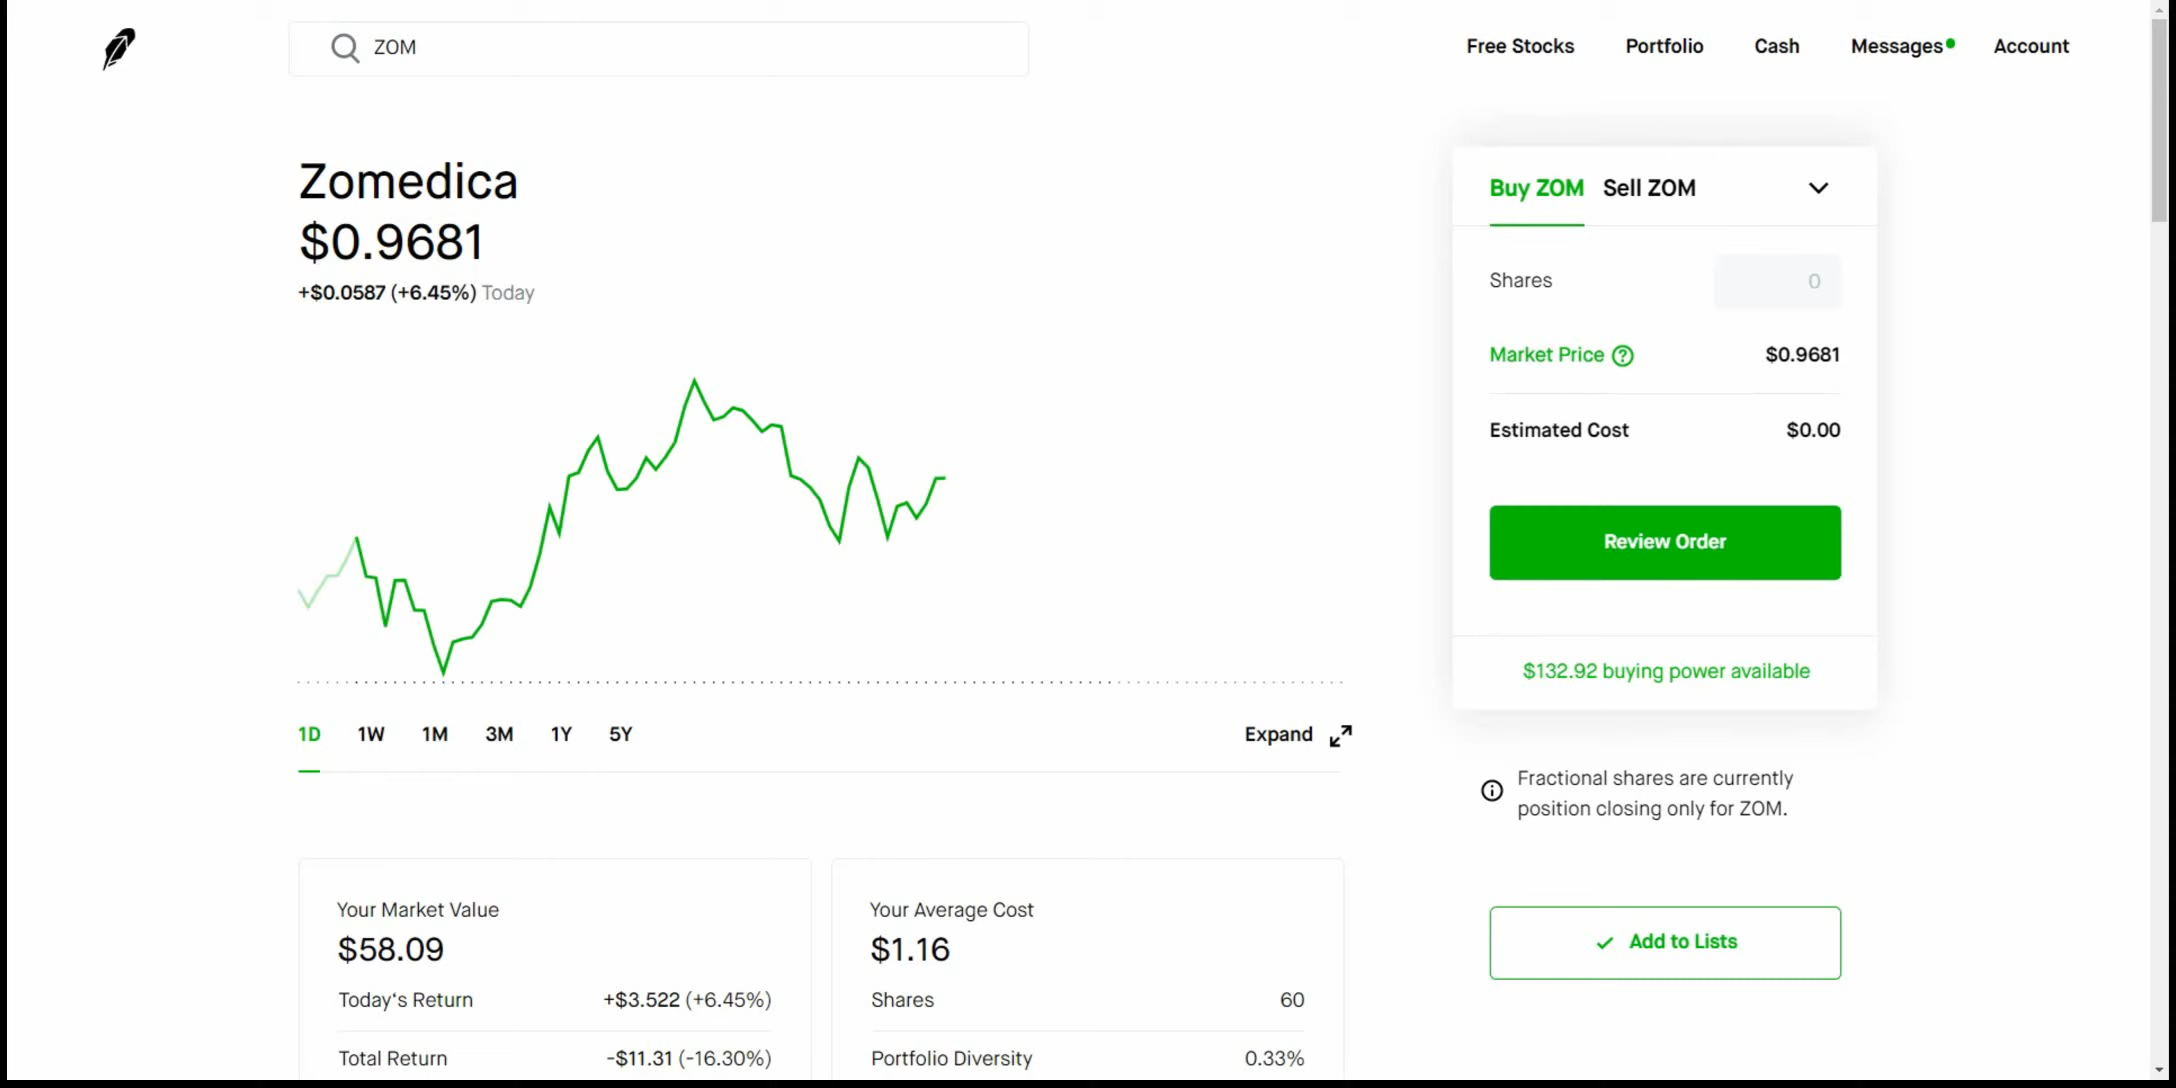 ZOM
Free Stocks Portfolio Cash Messages Account
Zomedica
$0.9681
+$0.0587 (+6.45%) Today
Buy ZOM Sell ZOM
Shares 0
Market Price ? $0.9681
Estimated Cost $0.00
Review Order
$132.92 buying power available
1D 1W 1M 3M 1Y 5Y Expand
Fractional shares are currently
position closing only for ZOM.
Your Market Value
$58.09
Today's Return +$3.522 (+6.45%)
Total Return -$11.31 (-16.30%)
Your Average Cost
$1.16
Shares 60
Portfolio Diversity 0.33%
Add to Lists